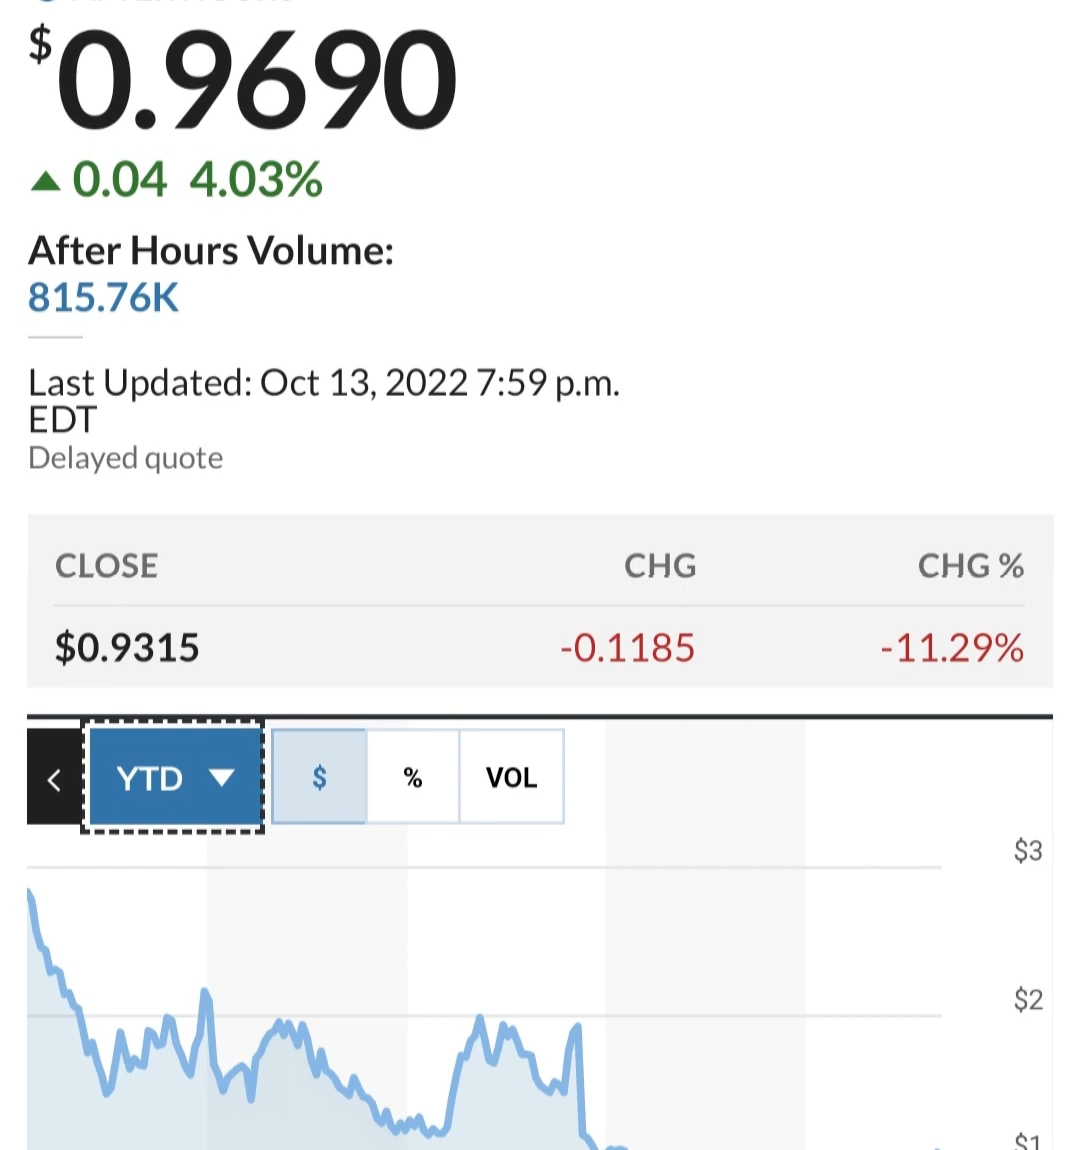 $0.9690
▲ 0.04 4.03%
After Hours Volume:
815.76K
Last Updated: Oct 13, 2022 7:59 p.m.
EDT
Delayed quote
CLOSE CHG CHG %
$0.9315 -0.1185 -11.29%
< YTD ▼ $ % VOL
$3
$2
$1